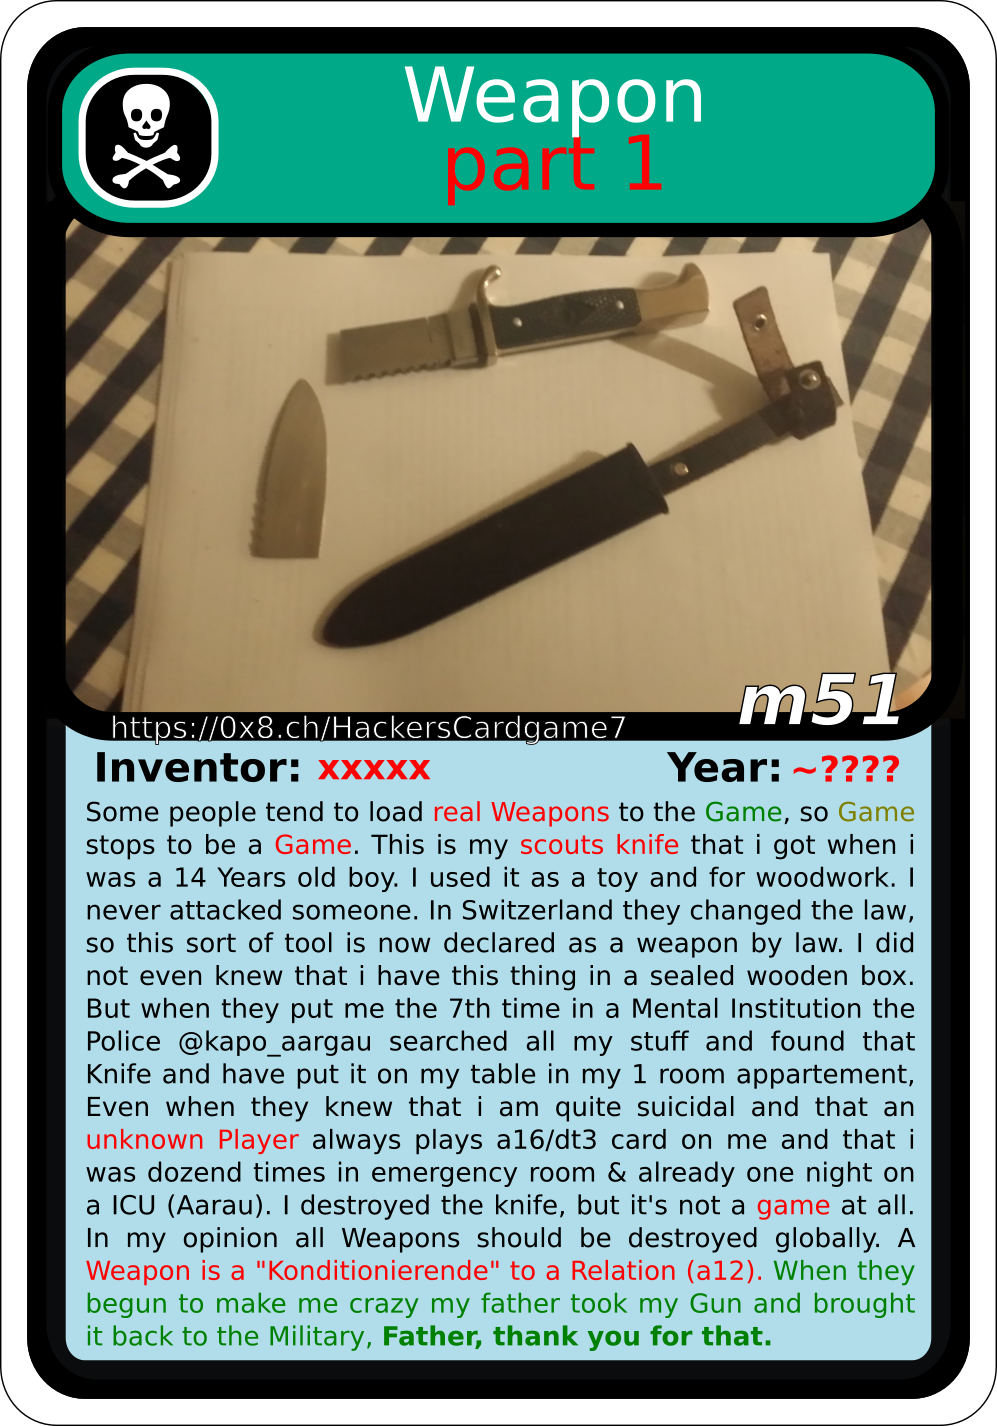 Weapon
part 1
m51
https://0x8.ch/HackersCardgame7
Inventor: xxxxx Year: ~????
Some people tend to load real Weapons to the Game, so Game
stops to be a Game. This is my scouts knife that i got when i
was a 14 Years old boy. I used it as a toy and for woodwork. I
never attacked someone. In Switzerland they changed the law,
so this sort of tool is now declared as a weapon by law. I did
not even knew that i have this thing in a sealed wooden box.
But when they put me the 7th time in a Mental Institution the
Police @kapo_aargau searched all my stuff and found that
Knife and have put it on my table in my 1 room appartement,
Even when they knew that i am quite suicidal and that an
unknown Player always plays a16/dt3 card on me and that i
was dozend times in emergency room & already one night on
a ICU (Aarau). I destroyed the knife, but it's not a game at all.
In my opinion all Weapons should be destroyed globally. A
Weapon is a "Konditionierende" to a Relation (a12). When they
begun to make me crazy my father took my Gun and brought
it back to the Military, Father, thank you for that.